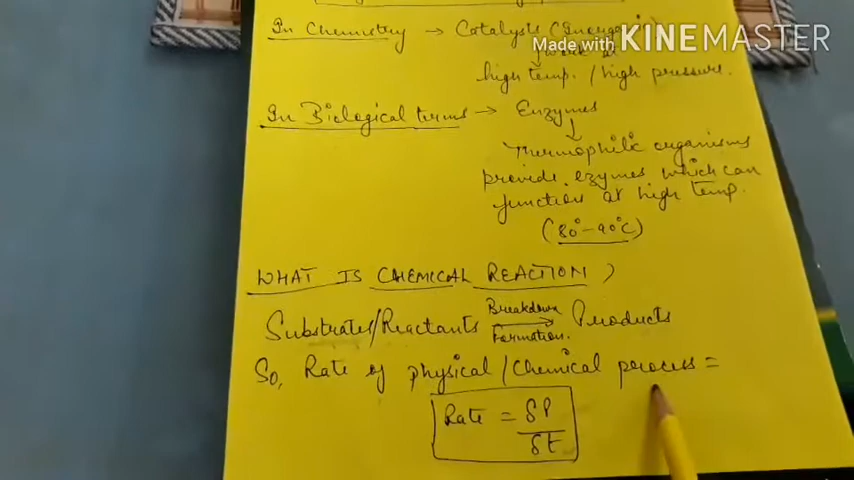 In Chemistry → Catalysts
Made with KINEMASTER
high temp. / high pressure.
In Biological terms → Enzymes
Thermophilic organisms
provide ezymes which can
function at high temp.
(80°-90°C)
WHAT IS CHEMICAL REACTION ?
Substrates/Reactants Breakdown Products
Formation.
So, Rate of physical / Chemical process =
Rate = δP
δt